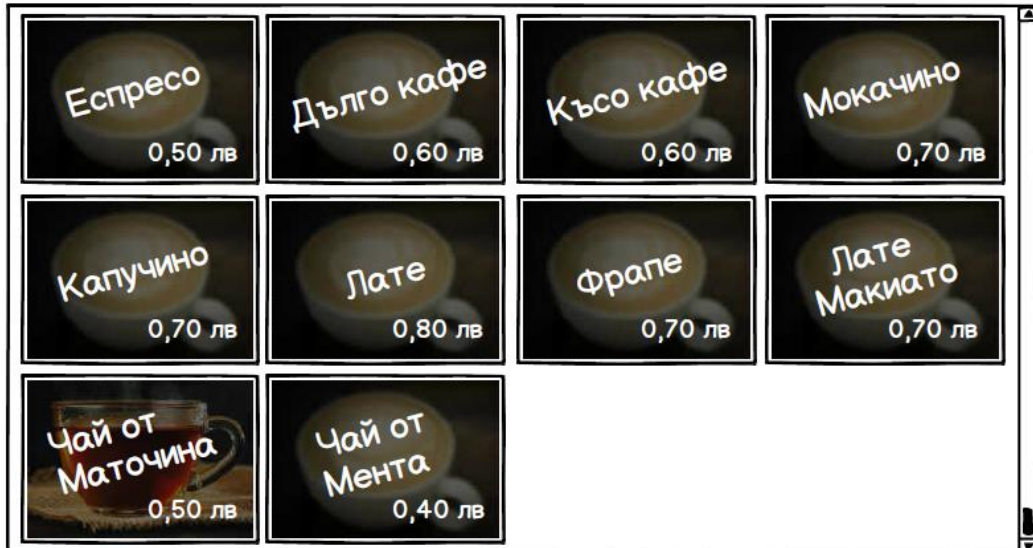 Еспресо
0,50 лв
Дълго кафе
0,60 лв
Късо кафе
0,60 лв
Мокачино
0,70 лв
Капучино
0,70 лв
Лате
0,80 лв
Фрапе
0,70 лв
Лате
Макиато
0,70 лв
Чай от
Маточина
0,50 лв
Чай от
Мента
0,40 лв